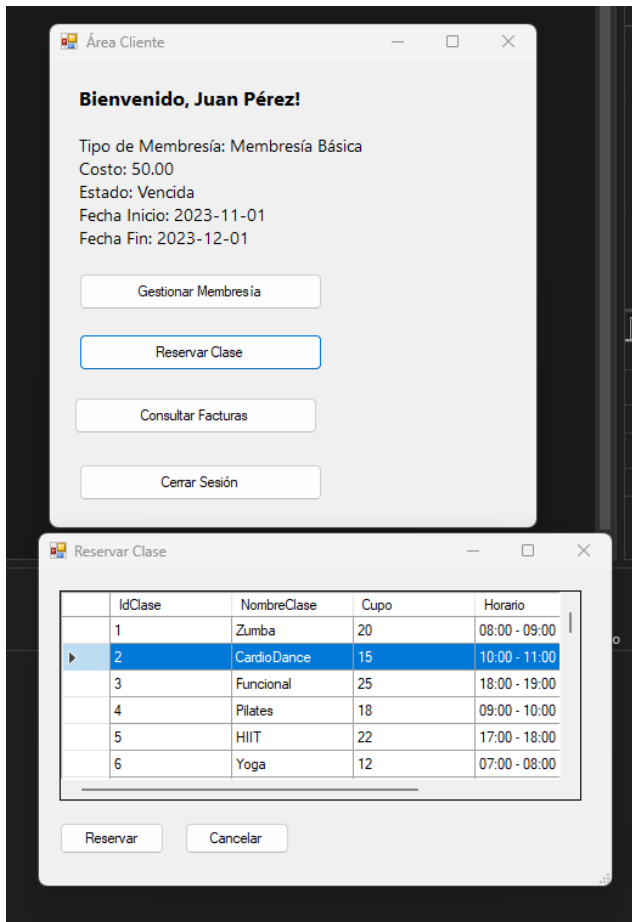 Área Cliente
Bienvenido, Juan Pérez!
Tipo de Membresía: Membresía Básica
Costo: 50.00
Estado: Vencida
Fecha Inicio: 2023-11-01
Fecha Fin: 2023-12-01
Gestionar Membresía
Reservar Clase
Consultar Facturas
Cerrar Sesión
Reservar Clase
IdClase NombreClase Cupo Horario
1 Zumba 20 08:00 - 09:00
2 CardioDance 15 10:00 - 11:00
3 Funcional 25 18:00 - 19:00
4 Pilates 18 09:00 - 10:00
5 HIIT 22 17:00 - 18:00
6 Yoga 12 07:00 - 08:00
Reservar Cancelar